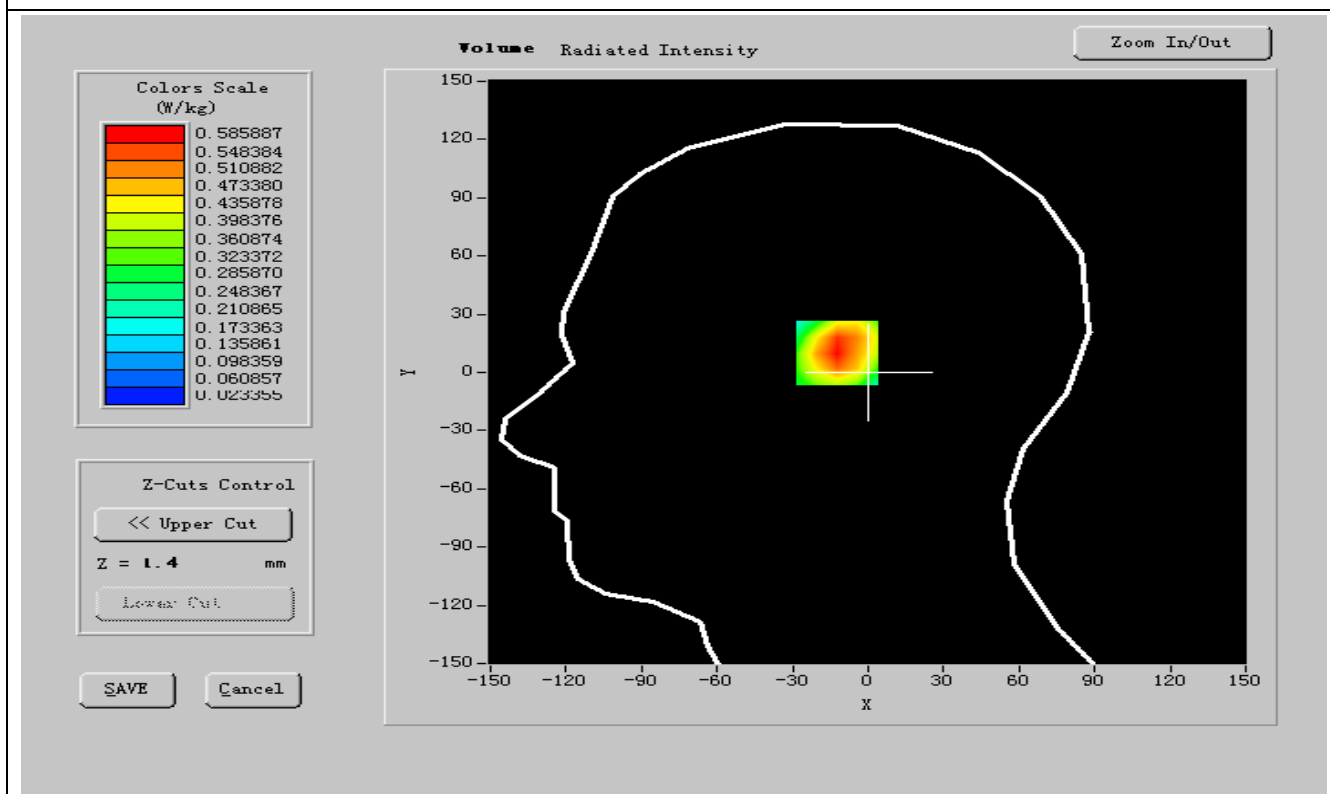 Volume Radiated Intensity
Zoom In/Out
Colors Scale
(W/kg)
0.585887
0.548384
0.510882
0.473380
0.435878
0.398376
0.360874
0.323372
0.285870
0.248367
0.210865
0.173363
0.135861
0.098359
0.060857
0.023355
Z-Cuts Control
<< Upper Cut
Z = 1.4 mm
Lower Cut
SAVE
Cancel
150
120
90
60
30
0
-30
-60
-90
-120
-150
Y
-150 -120 -90 -60 -30 0 30 60 90 120 150
X